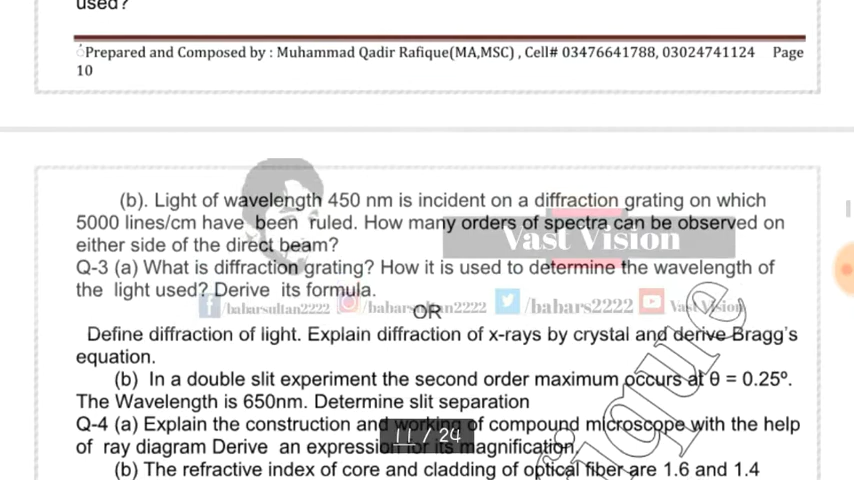 used?
Prepared and Composed by : Muhammad Qadir Rafique(MA,MSC) , Cell# 03476641788, 03024741124 Page
10
(b). Light of wavelength 450 nm is incident on a diffraction grating on which
5000 lines/cm have been ruled. How many orders of spectra can be observed on
either side of the direct beam?
Vast Vision
Q-3 (a) What is diffraction grating? How it is used to determine the wavelength of
the light used? Derive its formula.
/baharsultan2222 /baharsultan2222 /bahars2222 Vast Vision
OR
Define diffraction of light. Explain diffraction of x-rays by crystal and derive Bragg's
equation.
(b) In a double slit experiment the second order maximum occurs at θ = 0.25º.
The Wavelength is 650nm. Determine slit separation
Q-4 (a) Explain the construction and working of compound microscope with the help
of ray diagram Derive an expression for its magnification.
11 / 24
(b) The refractive index of core and cladding of optical fiber are 1.6 and 1.4